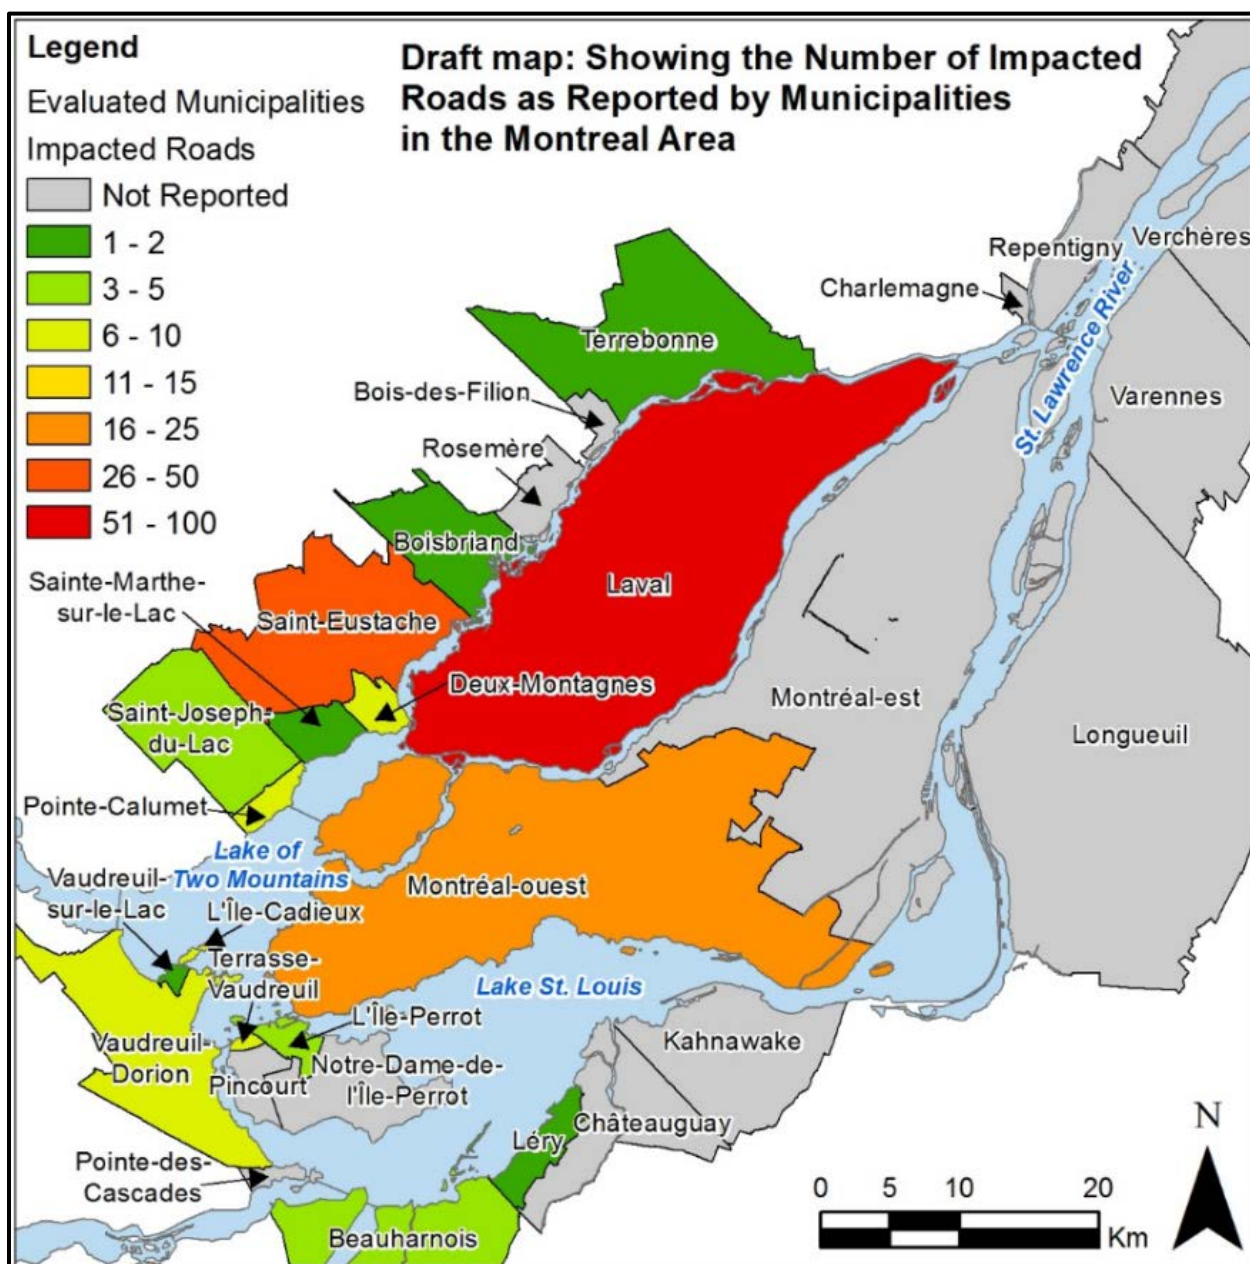 Legend
Evaluated Municipalities
Impacted Roads
Not Reported
1 - 2
3 - 5
6 - 10
11 - 15
16 - 25
26 - 50
51 - 100
Draft map: Showing the Number of Impacted
Roads as Reported by Municipalities
in the Montreal Area
Repentigny
Verchères
Charlemagne
St. Lawrence River
Terrebonne
Bois-des-Filion
Varennes
Rosemère
Boisbriand
Laval
Sainte-Marthe-
sur-le-Lac
Saint-Eustache
Deux-Montagnes
Montréal-est
Saint-Joseph-
du-Lac
Longueuil
Pointe-Calumet
Lake of
Two Mountains
Montréal-ouest
Vaudreuil-
sur-le-Lac
L'Île-Cadieux
Terrasse-
Vaudreuil
Lake St. Louis
L'Île-Perrot
Kahnawake
Vaudreuil-
Dorion
Pincourt
Notre-Dame-de-
l'Île-Perrot
Châteauguay
Léry
Pointe-des-
Cascades
Beauharnois
N
0 5 10 20
Km